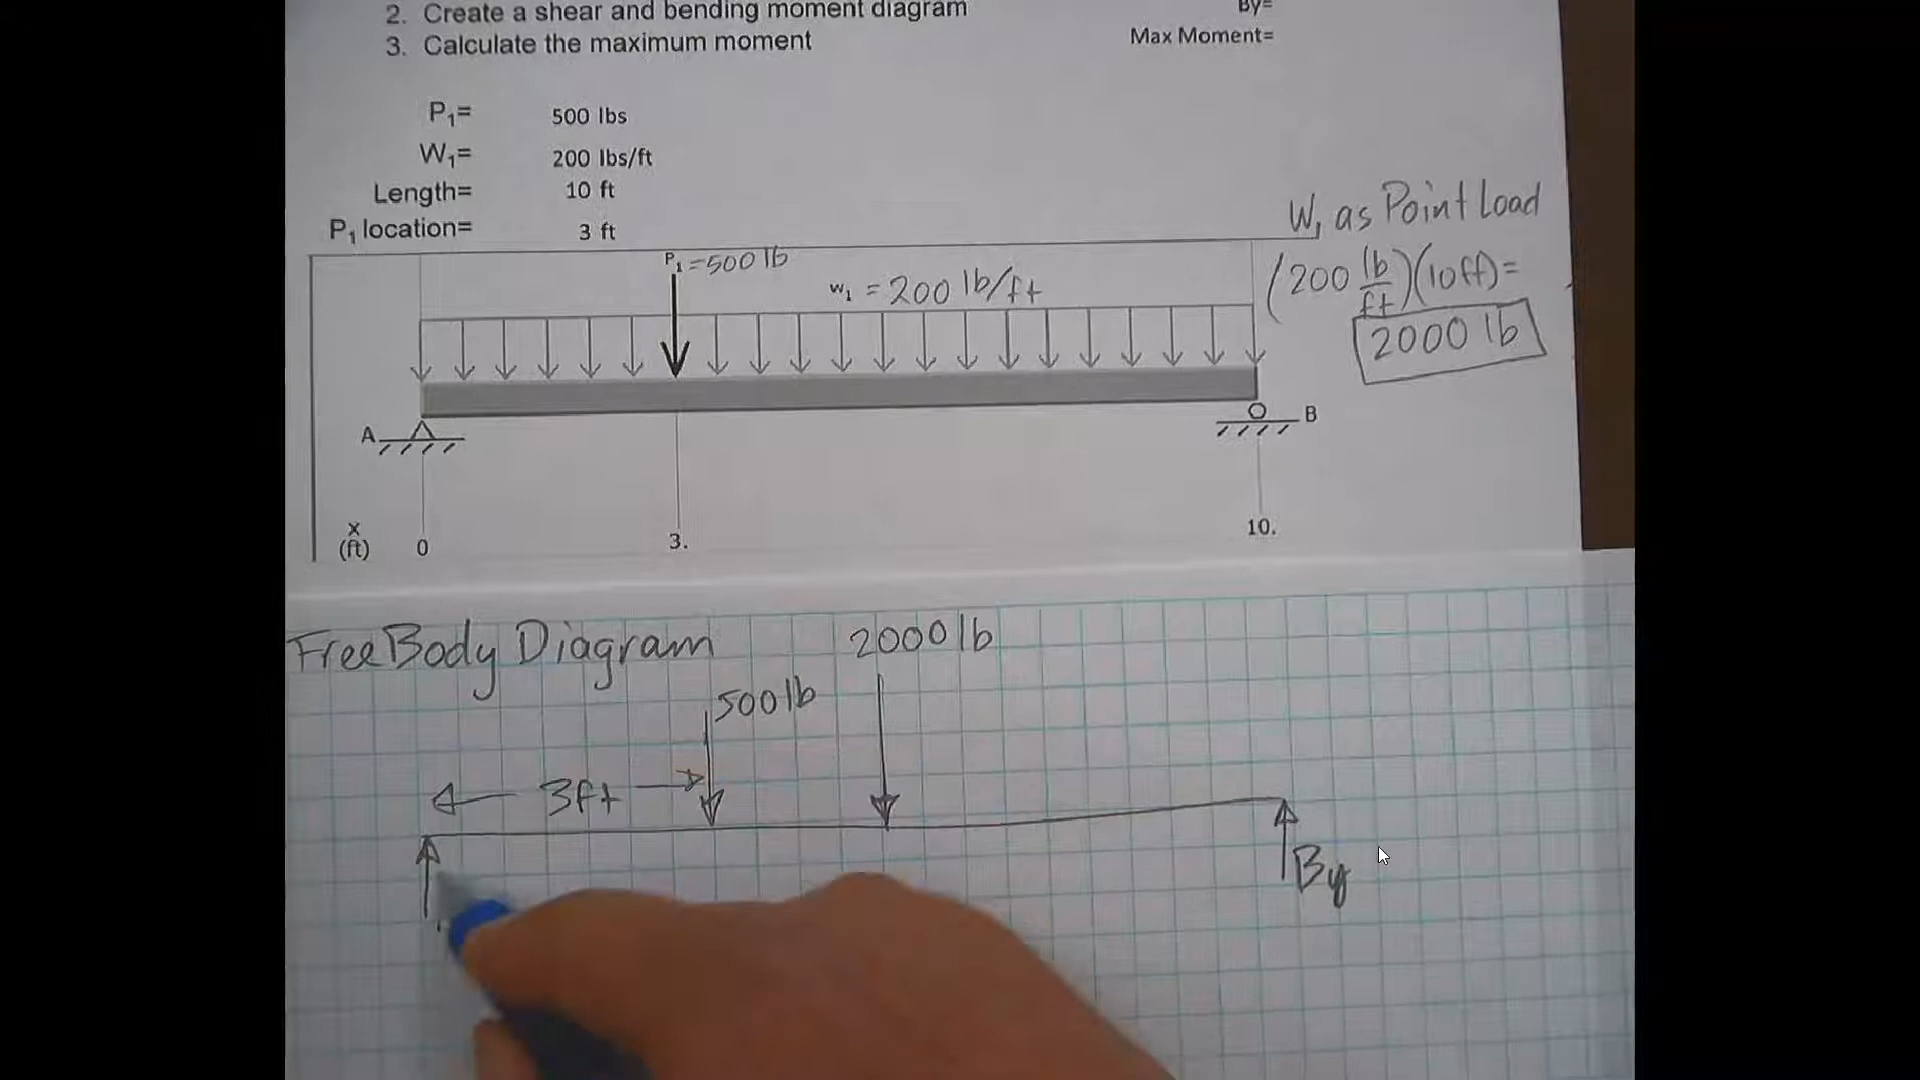 2. Create a shear and bending moment diagram
By=
3. Calculate the maximum moment
Max Moment=
P₁= 500 lbs
W₁= 200 lbs/ft
Length= 10 ft
P₁ location= 3 ft
W₁ as Point Load
(200 lb/ft)(10ft)=
2000 lb
P₁ =500 lb
w₁ = 200 lb/ft
A
B
x
(ft) 0 3. 10.
Free Body Diagram
2000 lb
500 lb
3ft
By